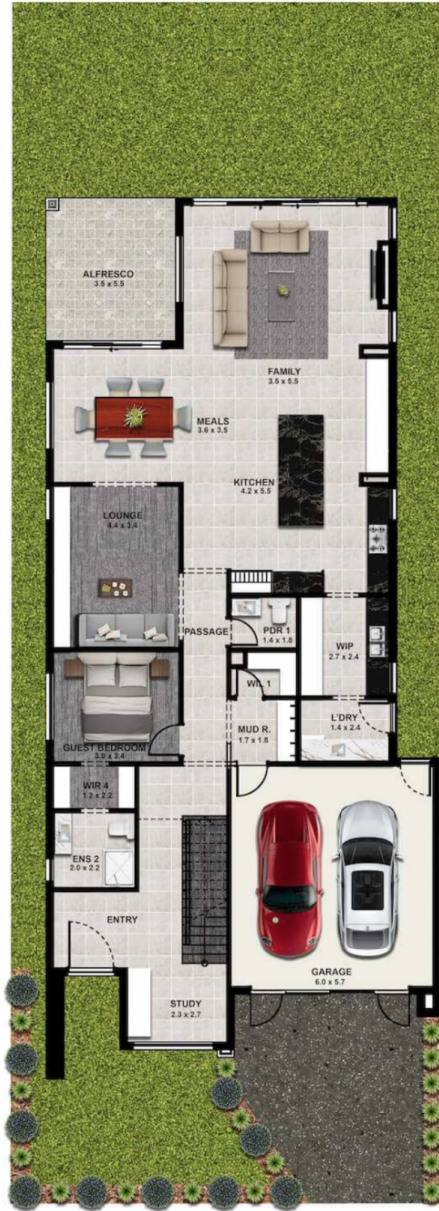 ALFRESCO
3.5 x 5.5
FAMILY
3.5 x 5.5
MEALS
3.6 x 3.5
KITCHEN
4.2 x 5.5
LOUNGE
4.4 x 3.4
PASSAGE
PDR 1
1.4 x 1.8
WIP
2.7 x 2.4
WIL 1
MUD R.
1.7 x 1.8
L'DRY
1.4 x 2.4
GUEST BEDROOM
3.0 x 3.4
WIR 4
1.2 x 2.2
ENS 2
2.0 x 2.2
ENTRY
GARAGE
6.0 x 5.7
STUDY
2.3 x 2.7